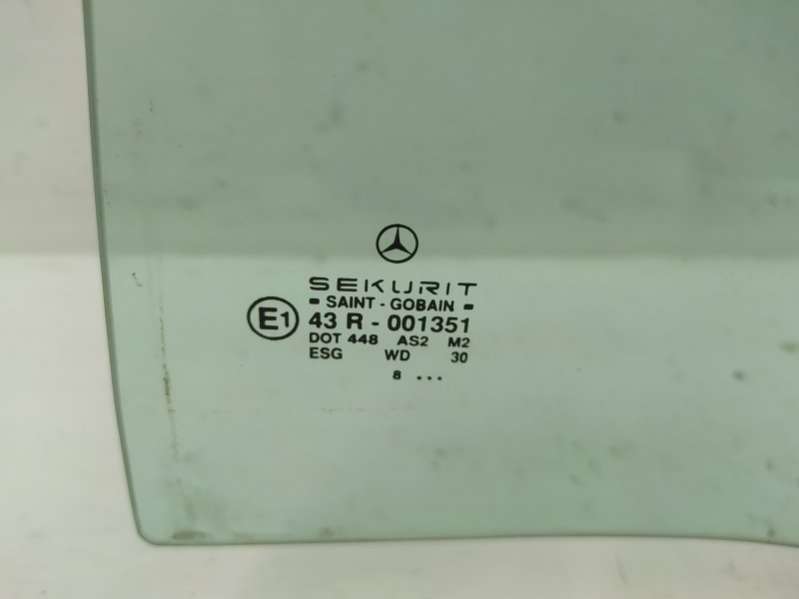 SEKURIT
- SAINT - GOBAIN -
E1 43 R - 001351
DOT 448 AS2 M2
ESG WD 30
8 ...